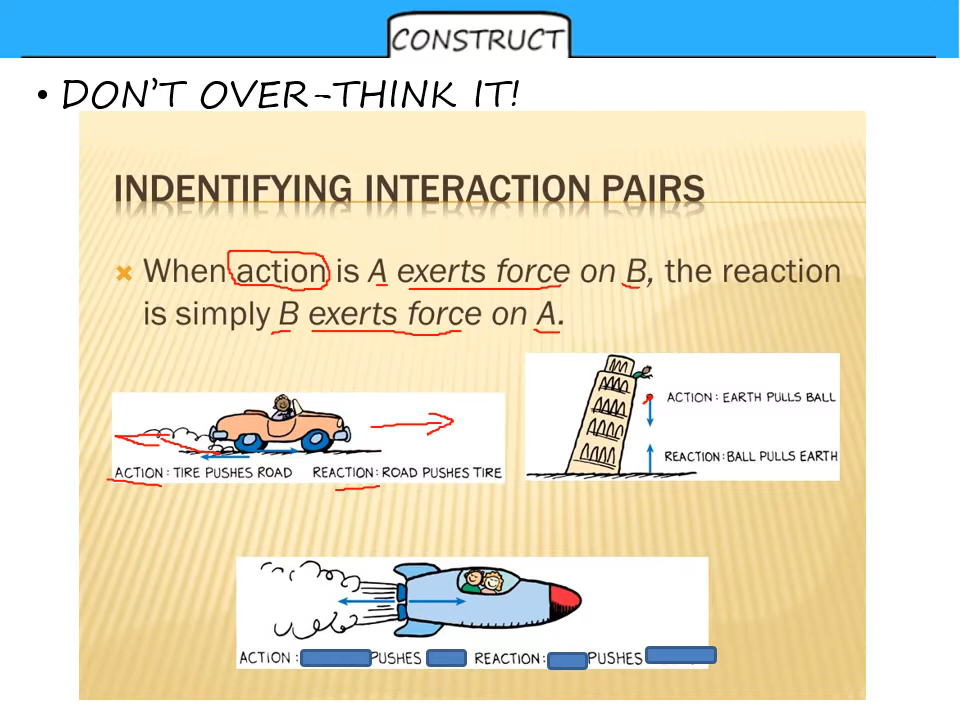 CONSTRUCT
• DON'T OVER-THINK IT!
INDENTIFYING INTERACTION PAIRS
When action is A exerts force on B, the reaction
is simply B exerts force on A.
ACTION: TIRE PUSHES ROAD REACTION: ROAD PUSHES TIRE
ACTION: EARTH PULLS BALL
REACTION: BALL PULLS EARTH
ACTION: PUSHES REACTION: PUSHES